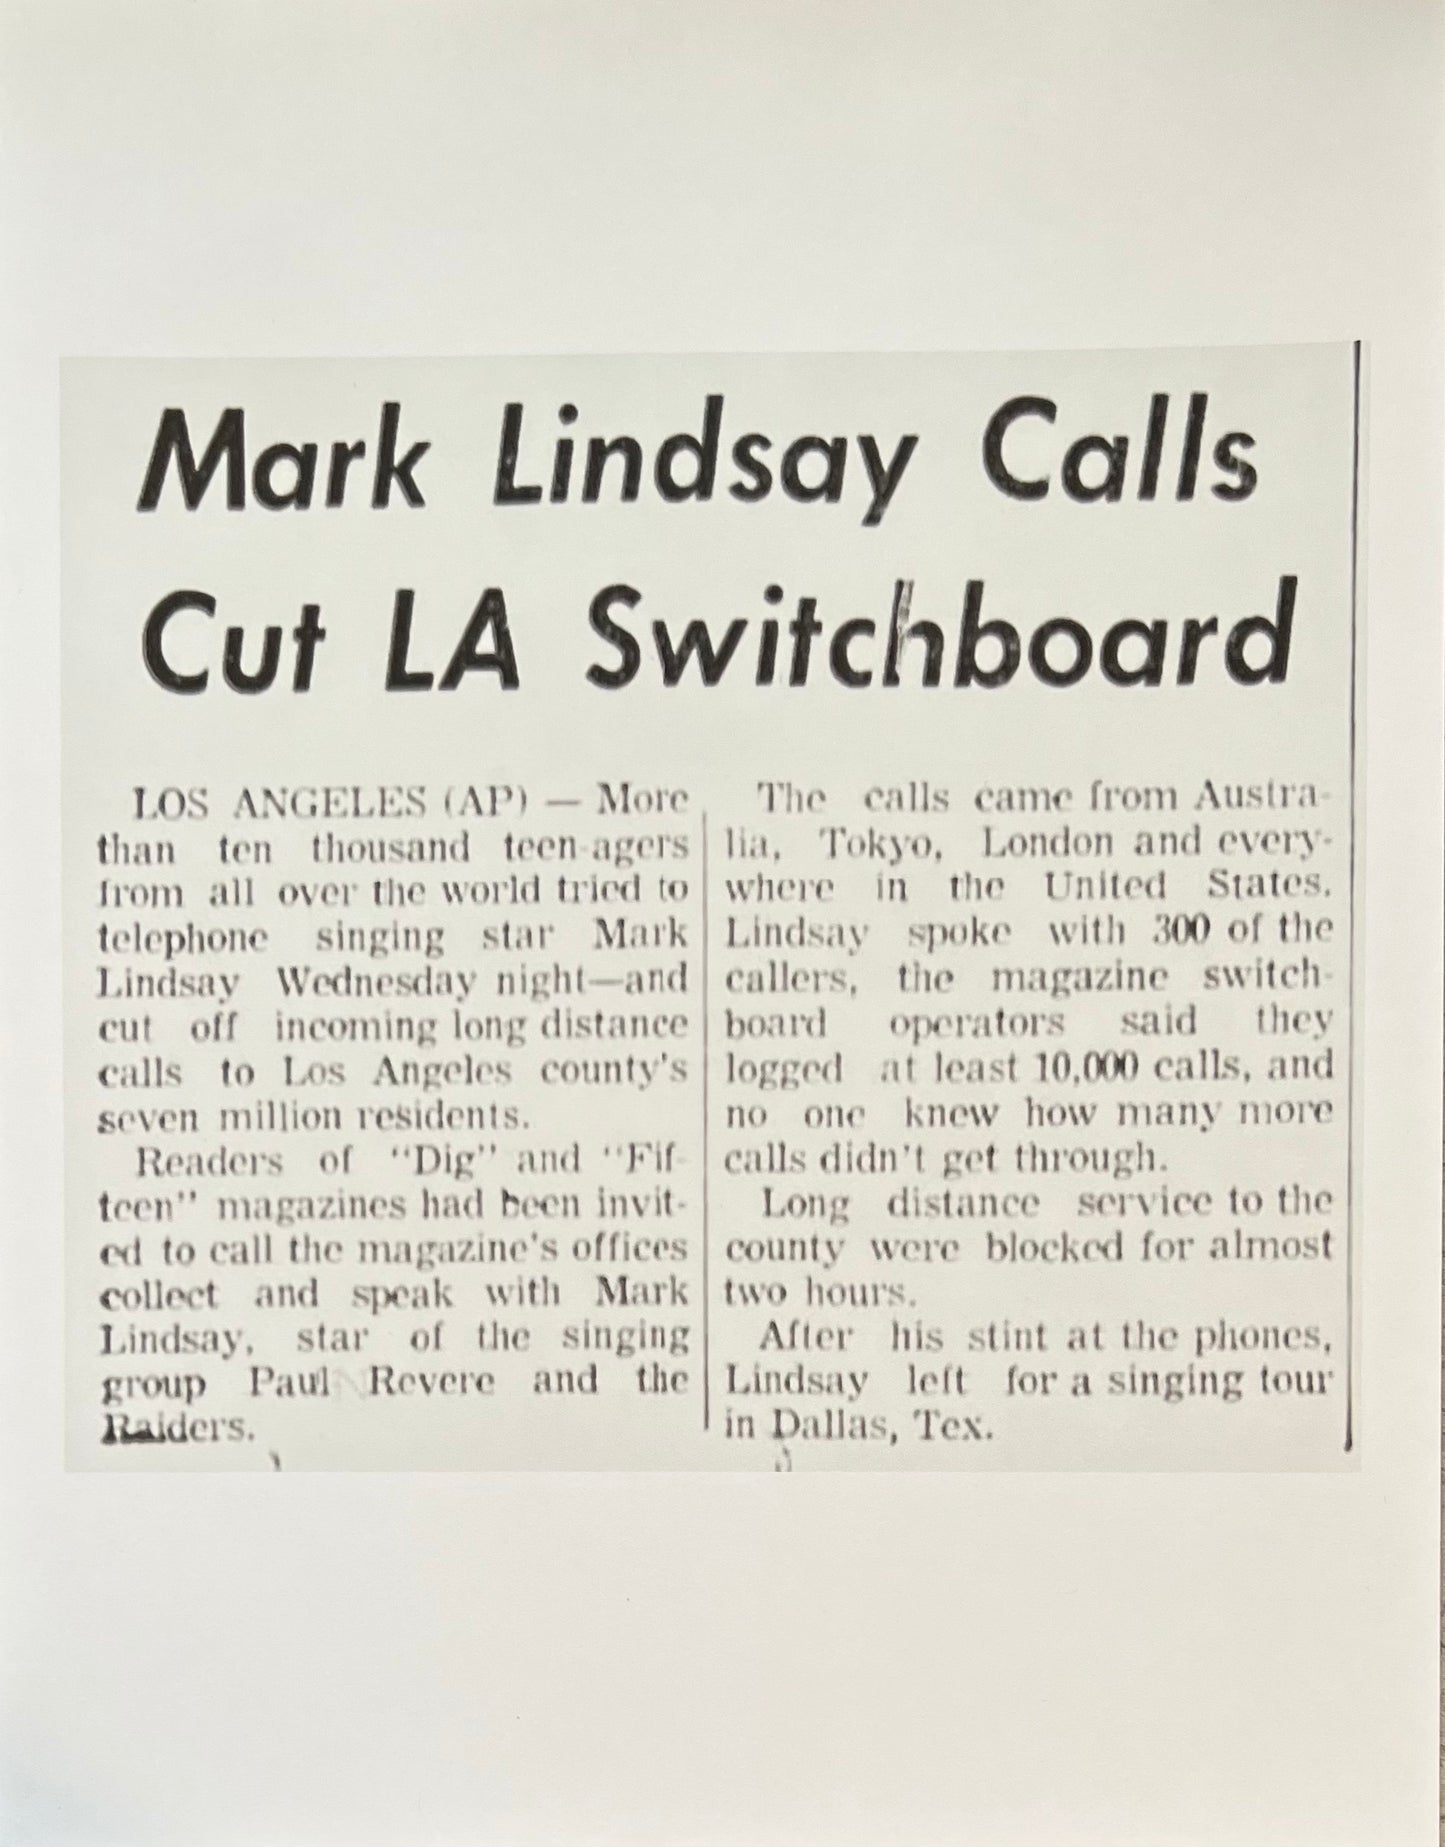 Mark Lindsay Calls
Cut LA Switchboard
LOS ANGELES (AP) — More
than ten thousand teen-agers
from all over the world tried to
telephone singing star Mark
Lindsay Wednesday night—and
cut off incoming long distance
calls to Los Angeles county's
seven million residents.
Readers of "Dig" and "Fif-
teen" magazines had been invit-
ed to call the magazine's offices
collect and speak with Mark
Lindsay, star of the singing
group Paul Revere and the
Raiders.
The calls came from Austra-
lia, Tokyo, London and every-
where in the United States.
Lindsay spoke with 300 of the
callers, the magazine switch-
board operators said they
logged at least 10,000 calls, and
no one knew how many more
calls didn't get through.
Long distance service to the
county were blocked for almost
two hours.
After his stint at the phones,
Lindsay left for a singing tour
in Dallas, Tex.